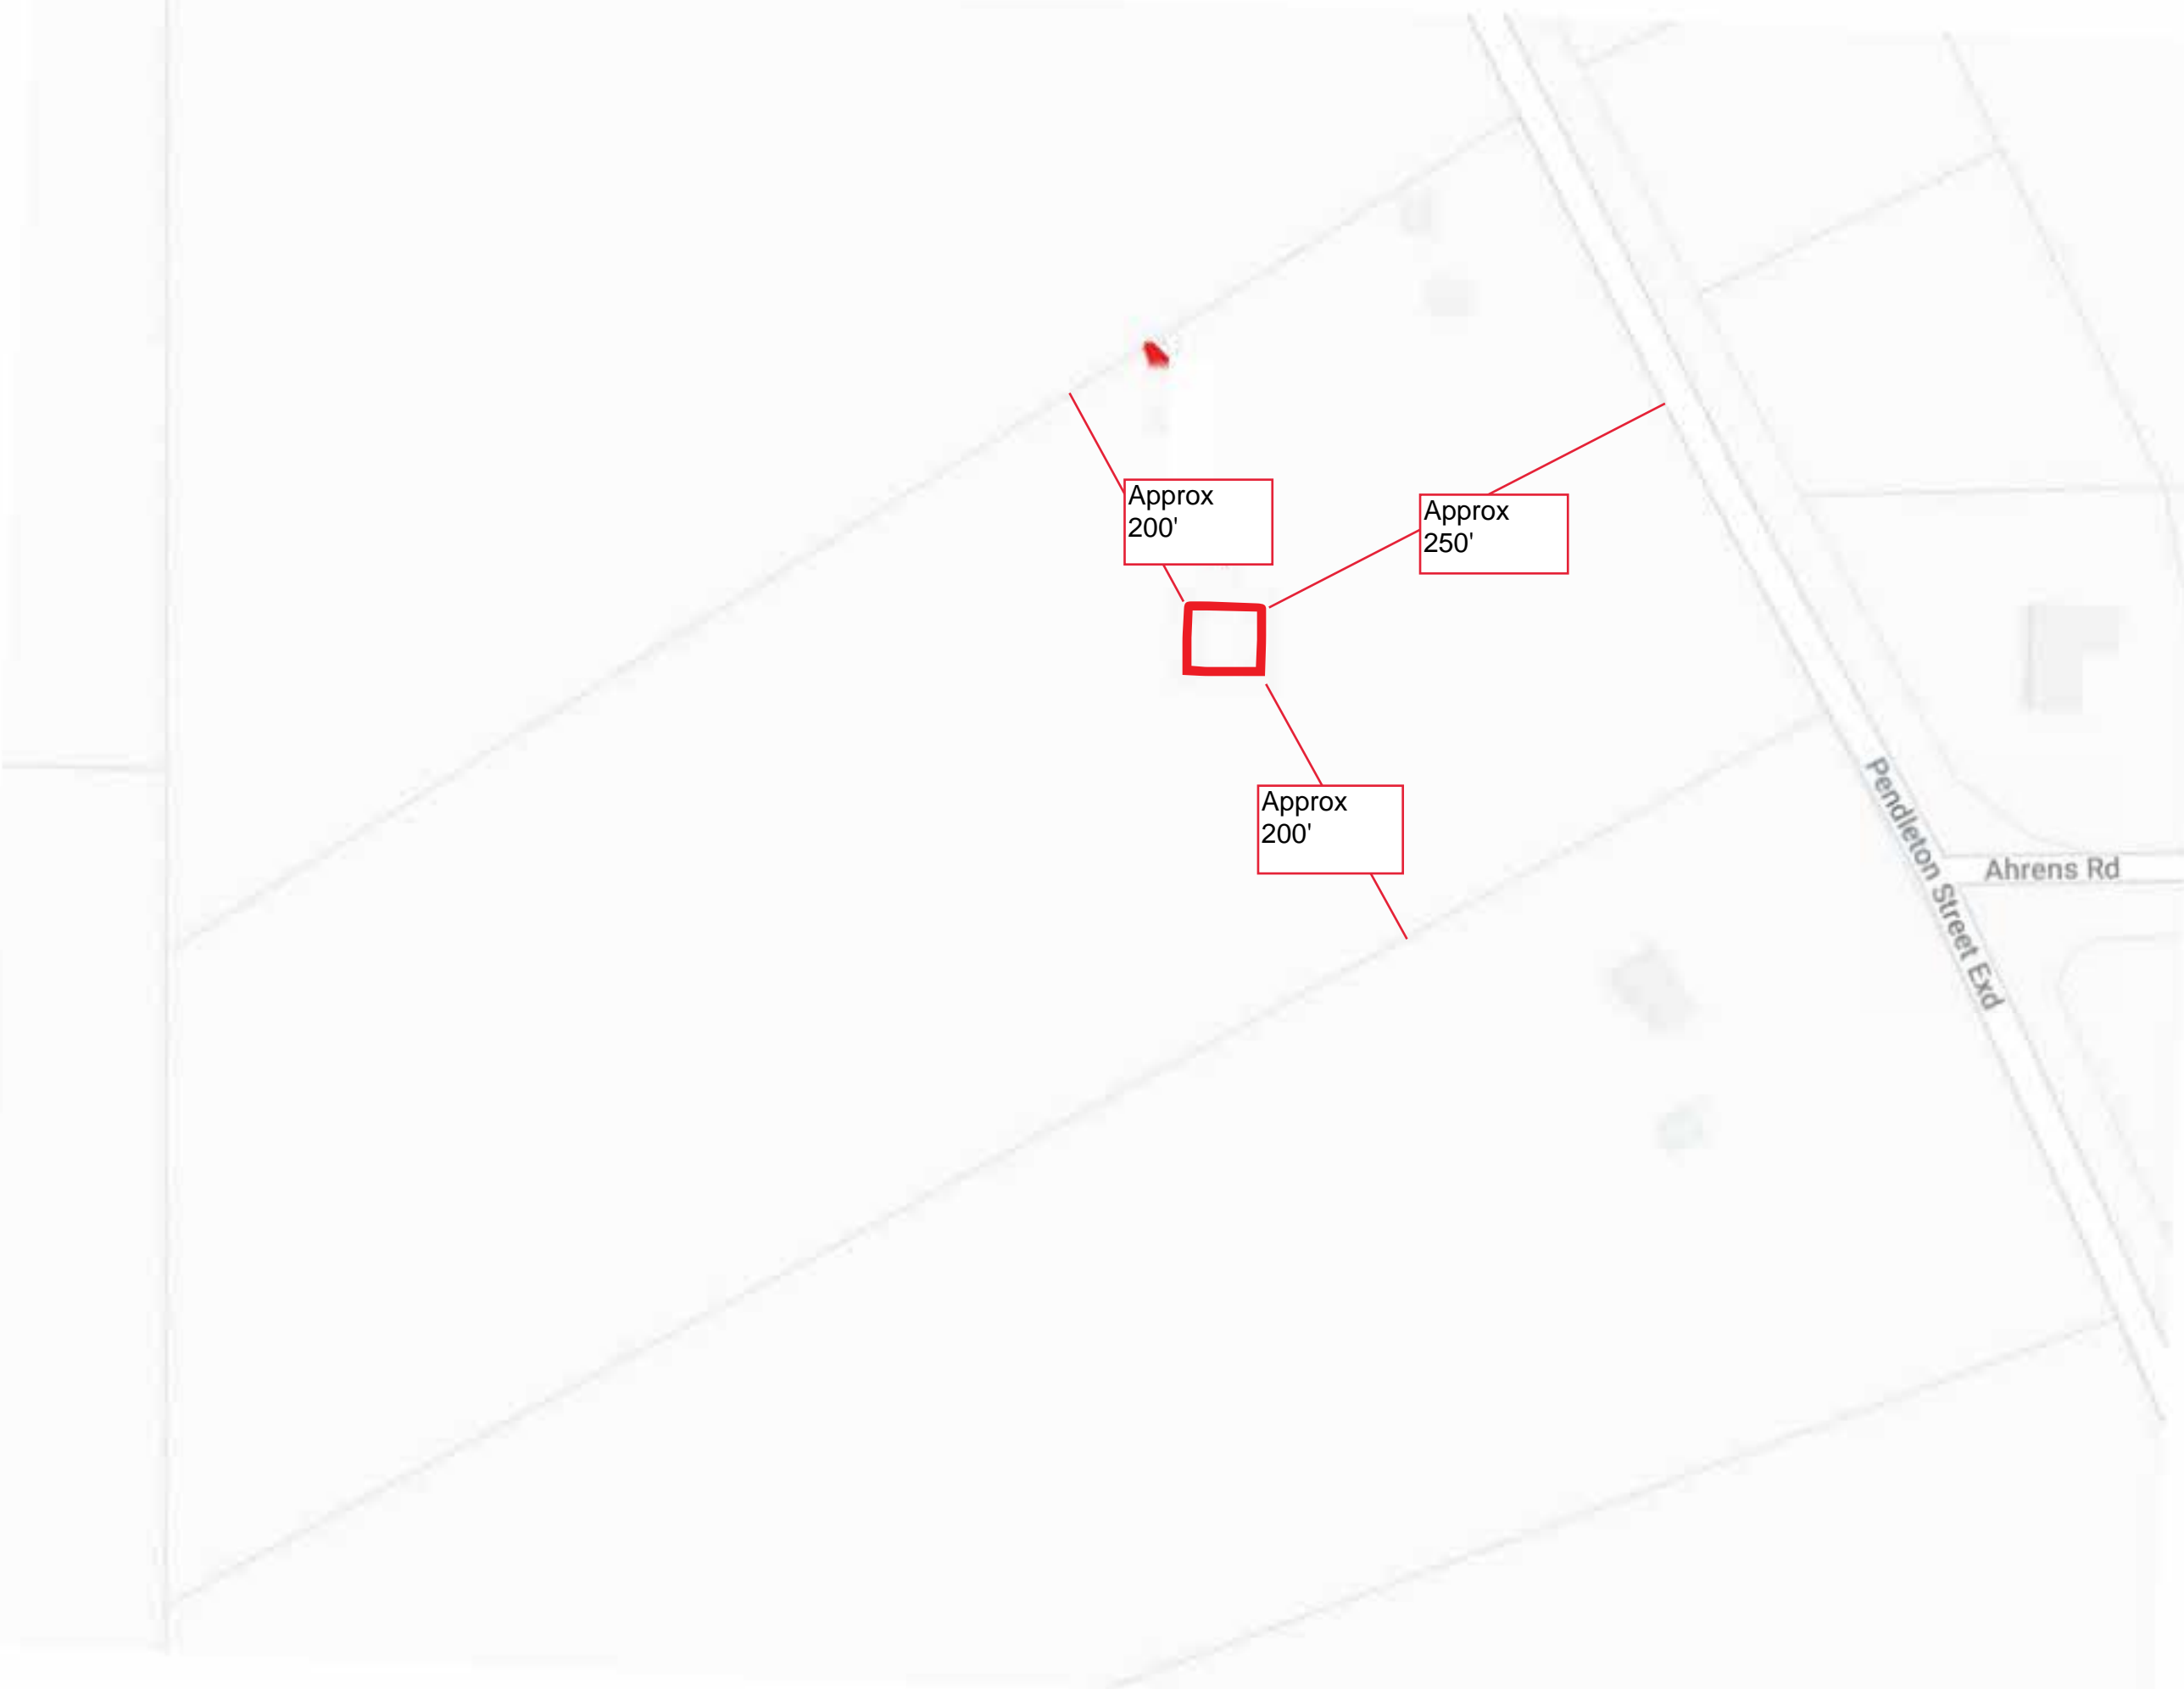 Approx
200'
Approx
250'
Approx
200'
Pendleton Street Exd
Ahrens Rd